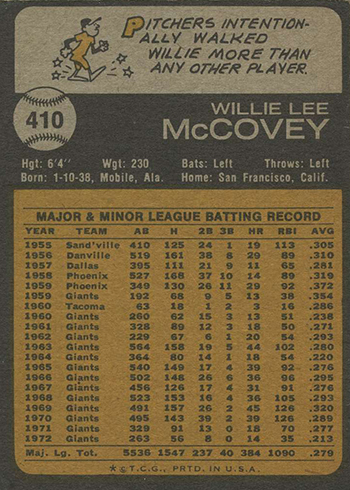 PITCHERS INTENTION-
ALLY WALKED
WILLIE MORE THAN
ANY OTHER PLAYER.
410
WILLIE LEE
McCOVEY
Hgt: 6'4" Wgt: 230 Bats: Left Throws: Left
Born: 1-10-38, Mobile, Ala. Home: San Francisco, Calif.
MAJOR & MINOR LEAGUE BATTING RECORD
YEAR TEAM AB H 2B 3B HR RBI AVG
1955 Sand'ville 410 125 24 1 19 113 .305
1956 Danville 519 161 38 8 29 89 .310
1957 Dallas 395 111 21 9 11 65 .281
1958 Phoenix 527 168 37 10 14 89 .319
1959 Phoenix 349 130 26 11 29 92 .372
1959 Giants 192 68 9 5 13 38 .354
1960 Tacoma 63 18 1 2 3 16 .286
1960 Giants 260 62 15 3 13 51 .238
1961 Giants 328 89 12 3 18 50 .271
1962 Giants 229 67 6 1 20 54 .293
1963 Giants 564 158 19 5 44 102 .280
1964 Giants 364 80 14 1 18 54 .220
1965 Giants 540 149 17 4 39 92 .276
1966 Giants 502 148 26 6 36 96 .295
1967 Giants 456 126 17 4 31 91 .276
1968 Giants 523 153 16 4 36 105 .293
1969 Giants 491 157 26 2 45 126 .320
1970 Giants 495 143 39 2 39 126 .289
1971 Giants 329 91 13 0 18 70 .277
1972 Giants 263 56 8 0 14 35 .213
Maj. Lg. Tot. 5536 1547 237 40 384 1090 .279
★ © T.C.G., PRTD. IN U.S.A.